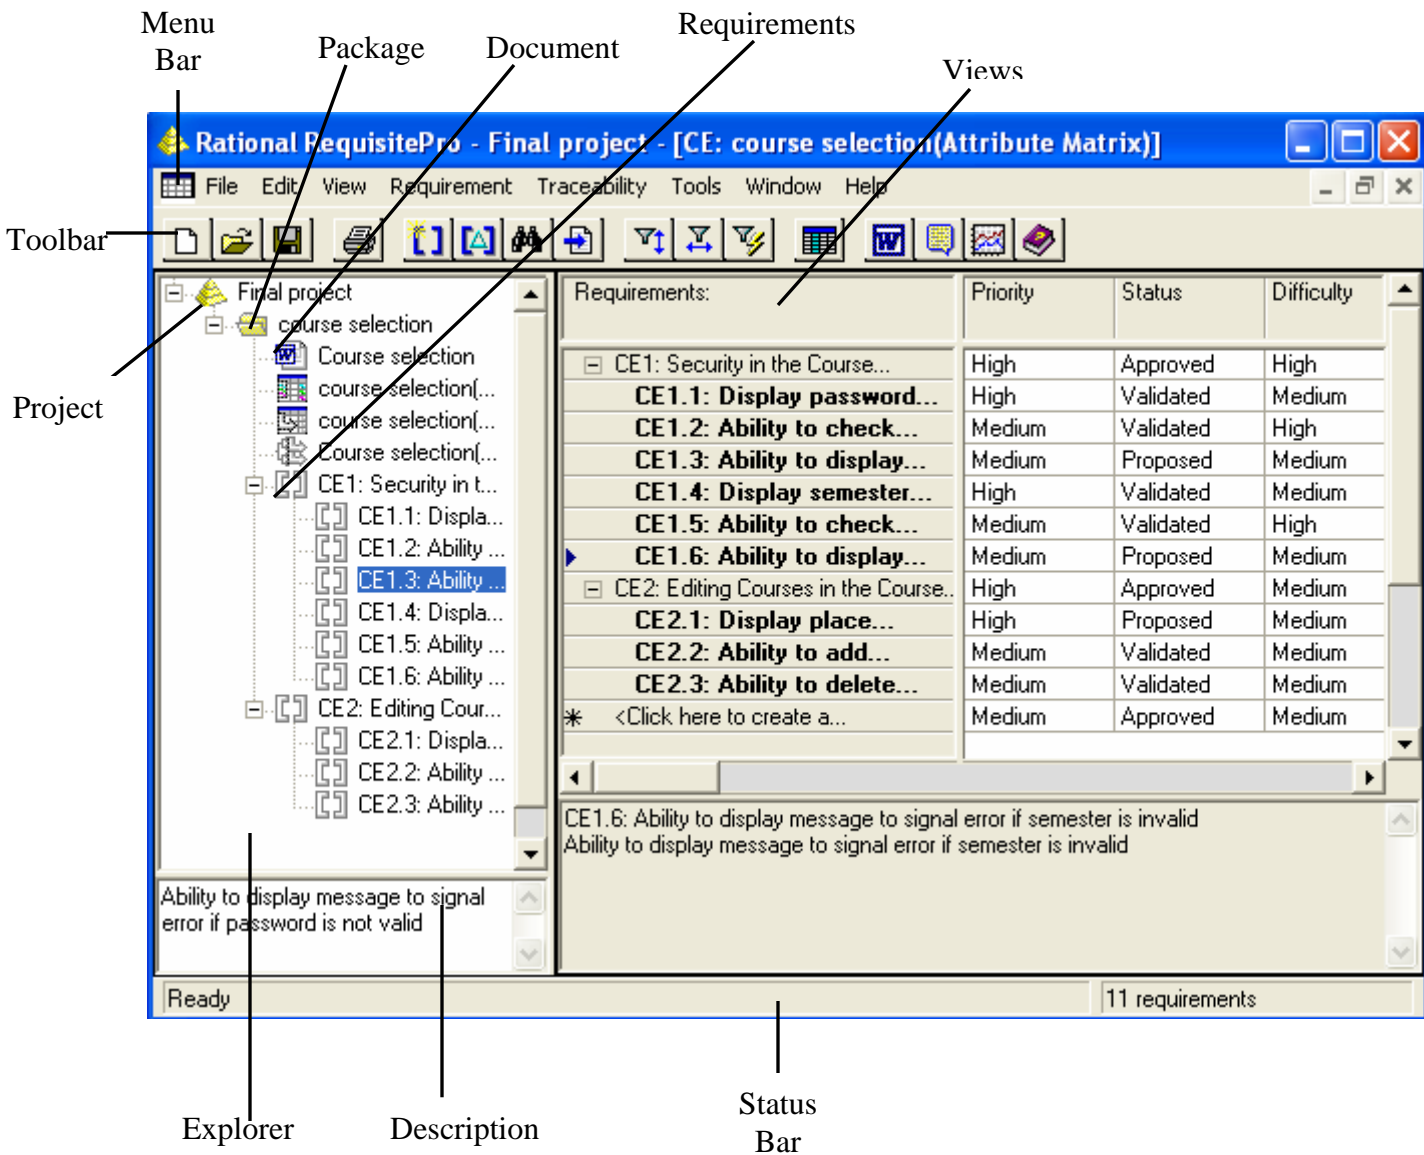 Menu
Bar
Package
Document
Requirements
Views
Rational RequisitePro - Final project - [CE: course selection(Attribute Matrix)]
File Edit View Requirement Traceability Tools Window Help
Toolbar
Project
Final project
course selection
Course selection
course selection(...
course selection(...
Course selection(...
CE1: Security in t...
CE1.1: Displa...
CE1.2: Ability ...
CE1.3: Ability ...
CE1.4: Displa...
CE1.5: Ability ...
CE1.6: Ability ...
CE2: Editing Cour...
CE2.1: Displa...
CE2.2: Ability ...
CE2.3: Ability ...
Ability to display message to signal
error if password is not valid
Requirements: Priority Status Difficulty
CE1: Security in the Course... High Approved High
CE1.1: Display password... High Validated Medium
CE1.2: Ability to check... Medium Validated High
CE1.3: Ability to display... Medium Proposed Medium
CE1.4: Display semester... High Validated Medium
CE1.5: Ability to check... Medium Validated High
CE1.6: Ability to display... Medium Proposed Medium
CE2: Editing Courses in the Course.. High Approved Medium
CE2.1: Display place... High Proposed Medium
CE2.2: Ability to add... Medium Validated Medium
CE2.3: Ability to delete... Medium Validated Medium
<Click here to create a... Medium Approved Medium
CE1.6: Ability to display message to signal error if semester is invalid
Ability to display message to signal error if semester is invalid
Ready 11 requirements
Explorer
Description
Status
Bar